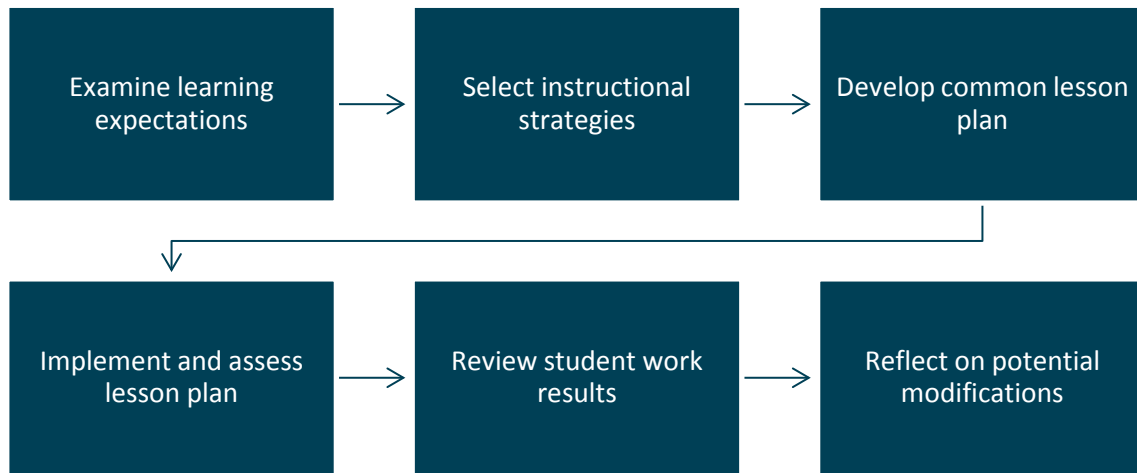 Examine learning
expectations
Select instructional
strategies
Develop common lesson
plan
Implement and assess
lesson plan
Review student work
results
Reflect on potential
modifications